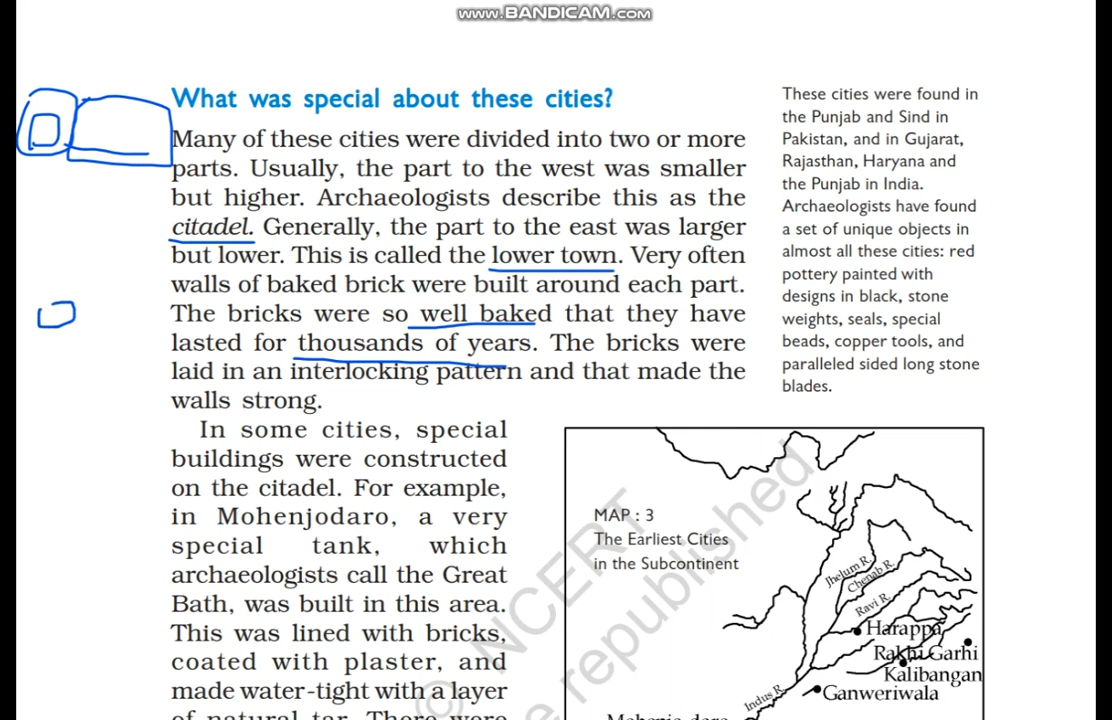 www.BANDICAM.com
What was special about these cities?
Many of these cities were divided into two or more
parts. Usually, the part to the west was smaller
but higher. Archaeologists describe this as the
citadel. Generally, the part to the east was larger
but lower. This is called the lower town. Very often
walls of baked brick were built around each part.
The bricks were so well baked that they have
lasted for thousands of years. The bricks were
laid in an interlocking pattern and that made the
walls strong.
In some cities, special
buildings were constructed
on the citadel. For example,
in Mohenjodaro, a very
special tank, which
archaeologists call the Great
Bath, was built in this area.
This was lined with bricks,
coated with plaster, and
made water-tight with a layer
of natural tar. There were
These cities were found in
the Punjab and Sind in
Pakistan, and in Gujarat,
Rajasthan, Haryana and
the Punjab in India.
Archaeologists have found
a set of unique objects in
almost all these cities: red
pottery painted with
designs in black, stone
weights, seals, special
beads, copper tools, and
paralleled sided long stone
blades.
MAP : 3
The Earliest Cities
in the Subcontinent
Jhelum R.
Chenab R.
Ravi R.
Harappa
Rakhi Garhi
Kalibangan
Ganweriwala
Indus R.
© NCERT
be republished